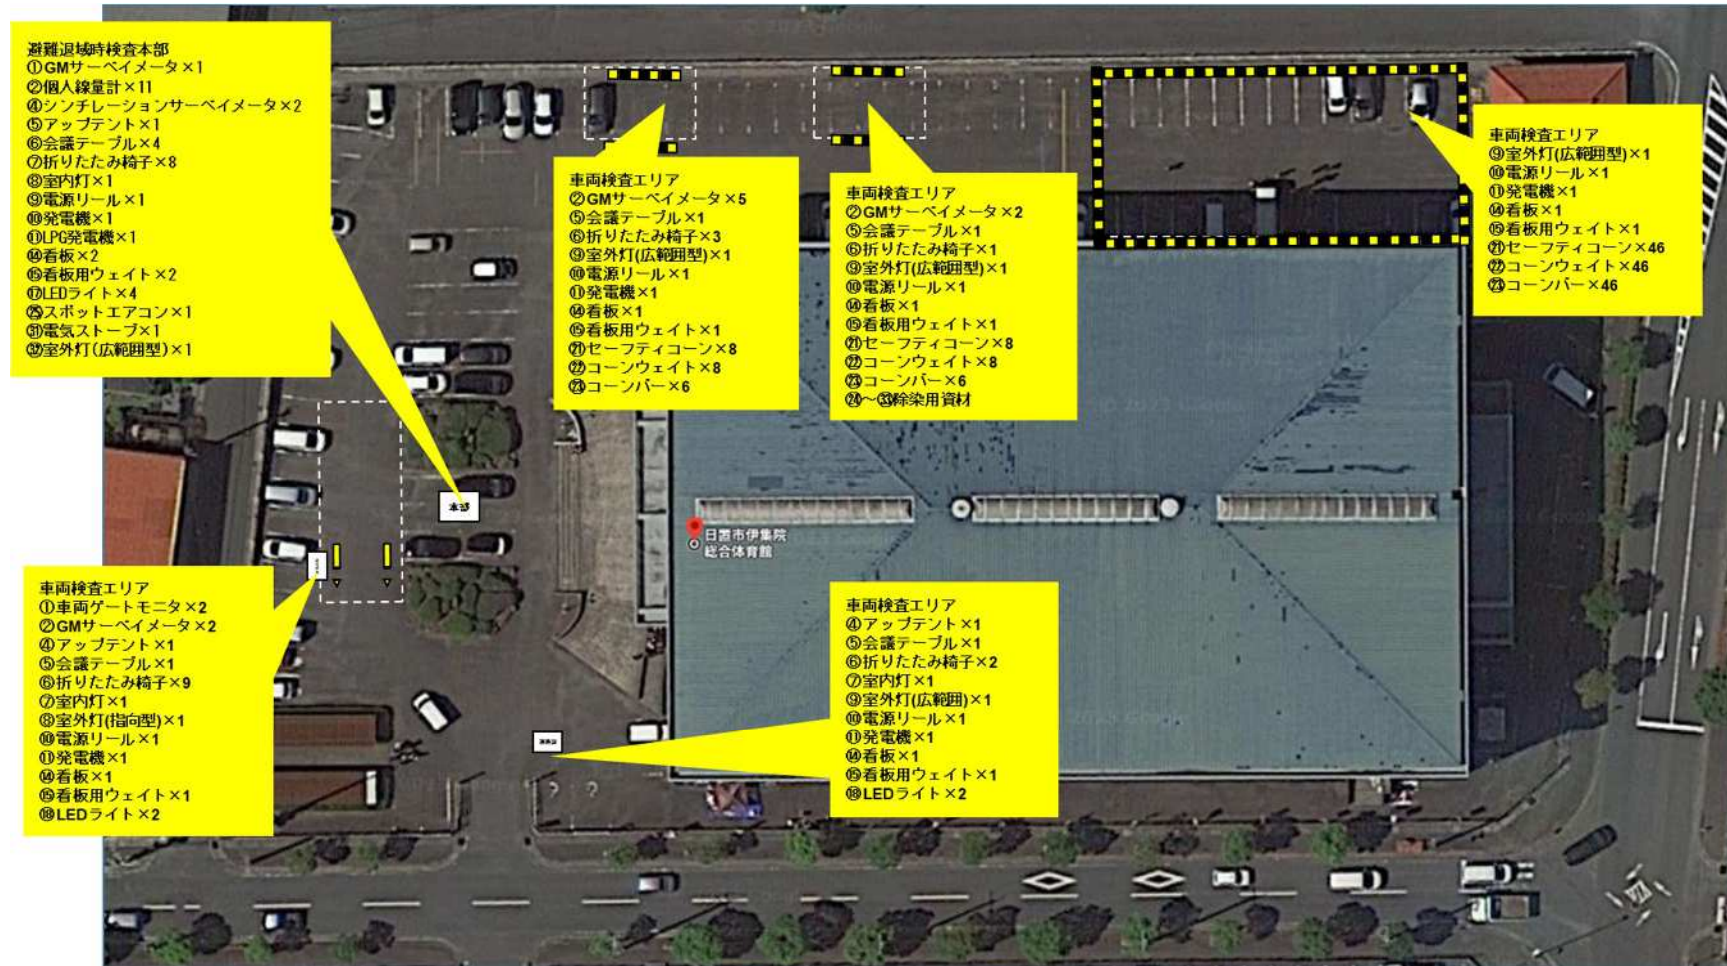 避難退域時検査本部
①GMサーベイメータ×1
②個人線量計×11
④シンチレーションサーベイメータ×2
⑤アップテント×1
⑥会議テーブル×4
⑦折りたたみ椅子×8
⑧室内灯×1
⑨電源リール×1
⑩発電機×1
⑪LPG発電機×1
⑭看板×2
⑮看板用ウェイト×2
⑰LEDライト×4
㉕スポットエアコン×1
㉛電気ストーブ×1
㉜室外灯(広範囲型)×1
車両検査エリア
②GMサーベイメータ×5
⑤会議テーブル×1
⑥折りたたみ椅子×3
⑨室外灯(広範囲型)×1
⑩電源リール×1
⑪発電機×1
⑭看板×1
⑮看板用ウェイト×1
㉑セーフティコーン×8
㉒コーンウェイト×8
㉓コーンバー×6
車両検査エリア
②GMサーベイメータ×2
⑤会議テーブル×1
⑥折りたたみ椅子×1
⑨室外灯(広範囲型)×1
⑩電源リール×1
⑪発電機×1
⑭看板×1
⑮看板用ウェイト×1
㉑セーフティコーン×8
㉒コーンウェイト×8
㉓コーンバー×6
㉔～㉝除染用資材
車両検査エリア
⑨室外灯(広範囲型)×1
⑩電源リール×1
⑪発電機×1
⑭看板×1
⑮看板用ウェイト×1
㉑セーフティコーン×46
㉒コーンウェイト×46
㉓コーンバー×46
本部
日置市伊集院
総合体育館
車両検査エリア
①車両ゲートモニタ×2
②GMサーベイメータ×2
④アップテント×1
⑤会議テーブル×1
⑥折りたたみ椅子×9
⑦室内灯×1
⑧室外灯(指向型)×1
⑩電源リール×1
⑪発電機×1
⑭看板×1
⑮看板用ウェイト×1
⑱LEDライト×2
車両検査エリア
④アップテント×1
⑤会議テーブル×1
⑥折りたたみ椅子×2
⑦室内灯×1
⑨室外灯(広範囲)×1
⑩電源リール×1
⑪発電機×1
⑭看板×1
⑮看板用ウェイト×1
⑱LEDライト×2